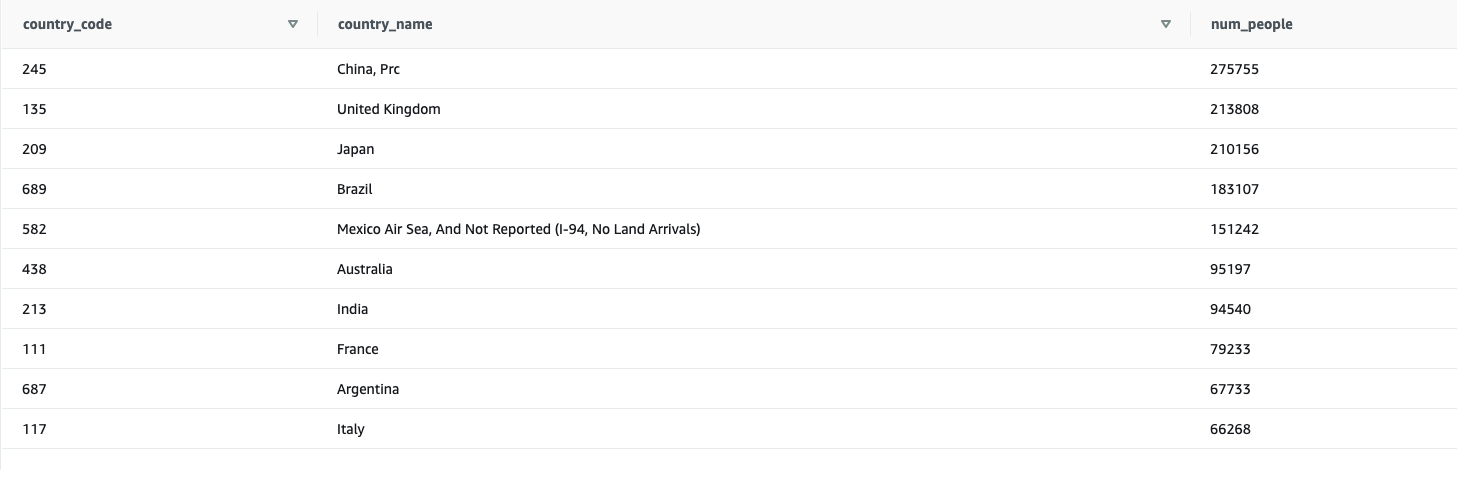 country_code country_name num_people
245 China, Prc 275755
135 United Kingdom 213808
209 Japan 210156
689 Brazil 183107
582 Mexico Air Sea, And Not Reported (I-94, No Land Arrivals) 151242
438 Australia 95197
213 India 94540
111 France 79233
687 Argentina 67733
117 Italy 66268